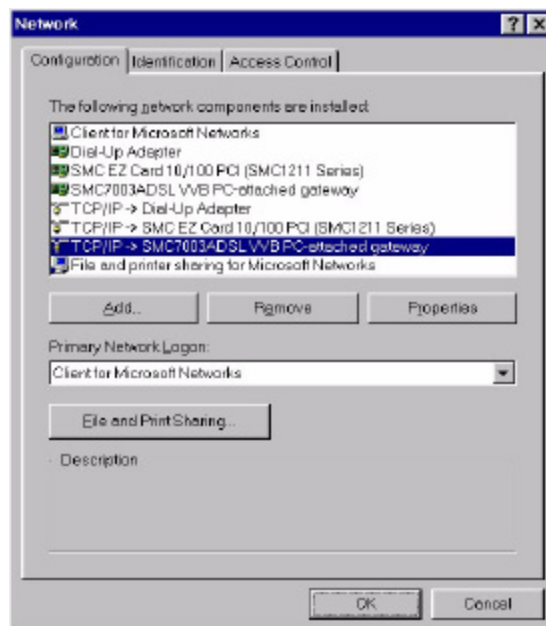 Network
Configuration Identification Access Control
The following network components are installed:
Client for Microsoft Networks
Dial-Up Adapter
SMC EZ Card 10/100 PCI (SMC1211 Series)
SMC7003ADSL VVB PC-attached gateway
TCP/IP -> Dial-Up Adapter
TCP/IP -> SMC EZ Card 10/100 PCI (SMC1211 Series)
TCP/IP -> SMC7003ADSL VVB PC-attached gateway
File and printer sharing for Microsoft Networks
Add... Remove Properties
Primary Network Logon:
Client for Microsoft Networks
File and Print Sharing...
Description
OK Cancel